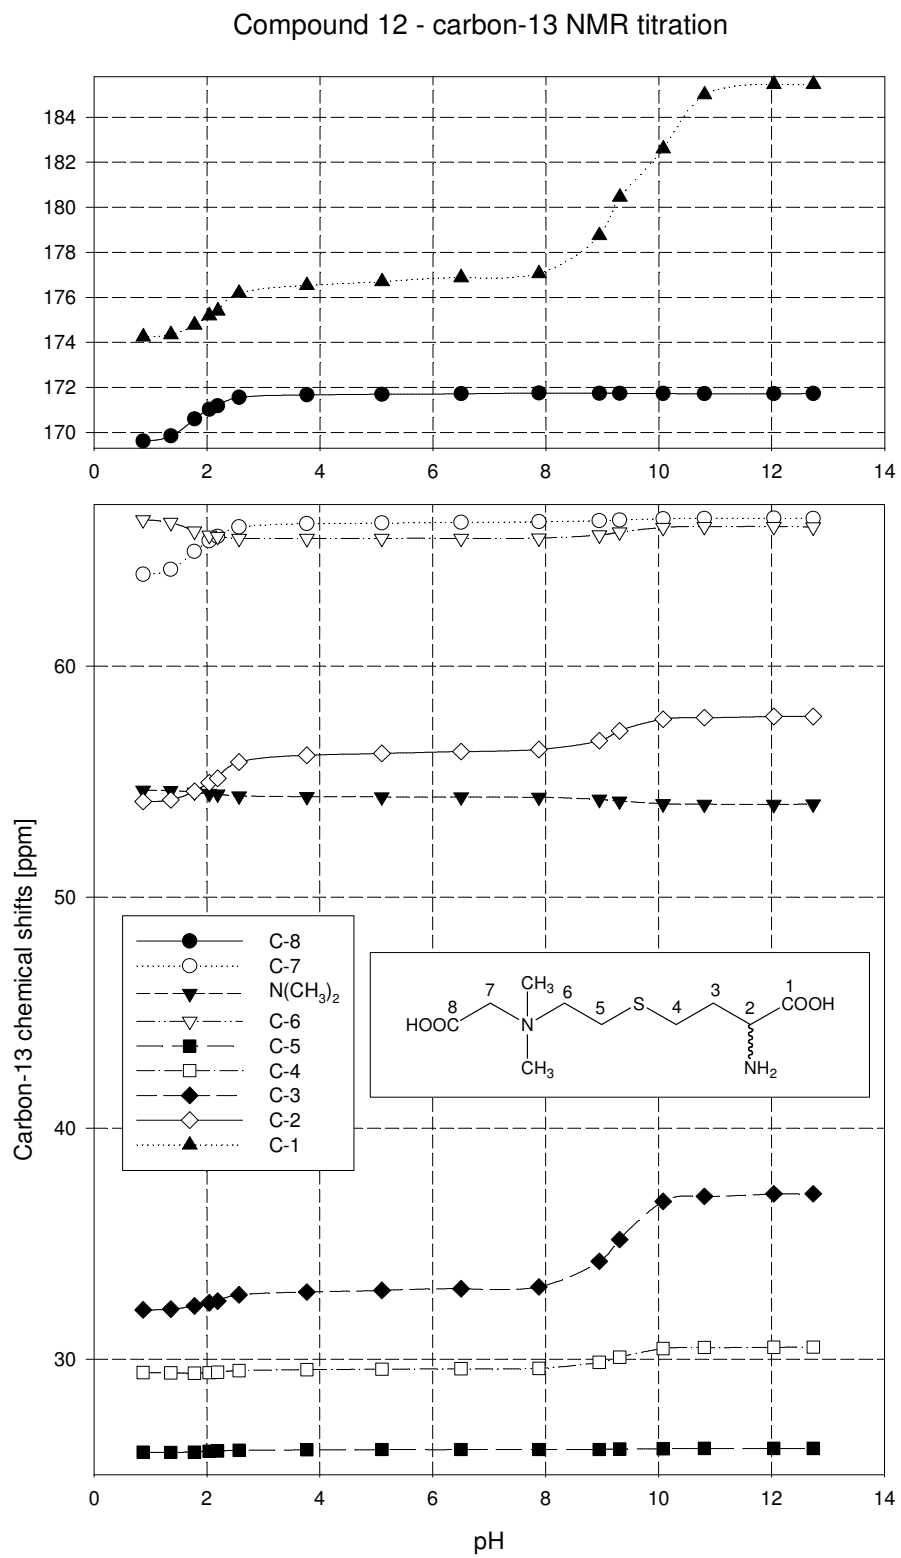 Compound 12 - carbon-13 NMR titration
184
182
180
178
176
174
172
170
0 2 4 6 8 10 12 14
60
50
40
30
Carbon-13 chemical shifts [ppm]
C-8
C-7
N(CH3)2
C-6
C-5
C-4
C-3
C-2
C-1
8 7 CH3 6 5 S 4 3 2 1
HOOC N COOH
CH3 NH2
0 2 4 6 8 10 12 14
pH